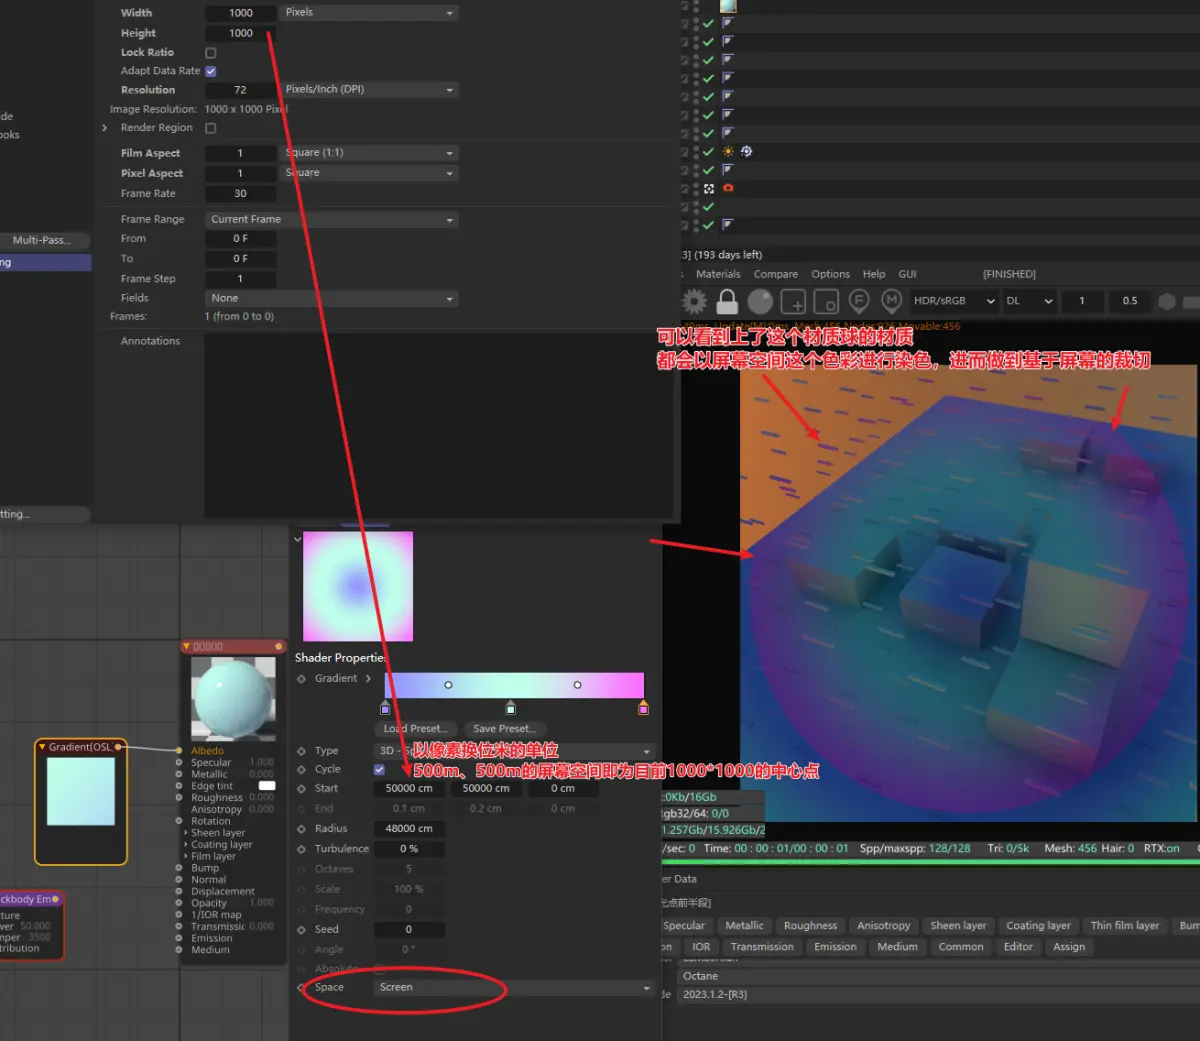 Width 1000 Pixels
Height 1000
Lock Ratio
Adapt Data Rate
Resolution 72 Pixels/Inch (DPI)
Image Resolution: 1000 x 1000 Pixel
Render Region
Film Aspect 1 Square (1:1)
Pixel Aspect 1 Square
Frame Rate 30
Frame Range Current Frame
From 0 F
To 0 F
Frame Step 1
Fields None
Frames: 1 (from 0 to 0)
Annotations
de
ooks
Multi-Pass...
ng
tting...
3] (193 days left)
s Materials Compare Options Help GUI [FINISHED]
HDR/sRGB DL 1 0.5
Movable:456
可以看到上了这个材质球的材质
都会以屏幕空间这个色彩进行染色，进而做到基于屏幕的裁切
Shader Properties
Gradient
Load Preset... Save Preset...
Type 3D - Sp
以像素换位米的单位
Cycle
500m、500m的屏幕空间即为目前1000*1000的中心点
Start 50000 cm 50000 cm 0 cm
End 0.1 cm 0.2 cm 0 cm
Radius 48000 cm
Turbulence 0 %
Octaves 5
Scale 100 %
Frequency 0
Seed 0
Angle 0 °
Absolute
Space Screen
Gradient(OSL
Albedo
Specular 1.000
Metallic 0.000
Edge tint
Roughness 0.000
Anisotropy 0.000
Rotation
Sheen layer
Coating layer
Film layer
Bump
Normal
Displacement
Opacity 1.000
1/IOR map
Transmissic 0.000
Emission
Medium
ckbody Em
ture
wer 50.000
mper 3500
tribution
:0Kb/16Gb
gb32/64: 0/0
1.257Gb/15.926Gb/2
/sec: 0 Time: 00 : 00 : 01/00 : 00 : 01 Spp/maxspp: 128/128 Tri: 0/5k Mesh: 456 Hair: 0 RTX:on
er Data
光点前半段]
Specular Metallic Roughness Anisotropy Sheen layer Coating layer Thin film layer Bum
on IOR Transmission Emission Medium Common Editor Assign
Octane
de 2023.1.2-[R3]